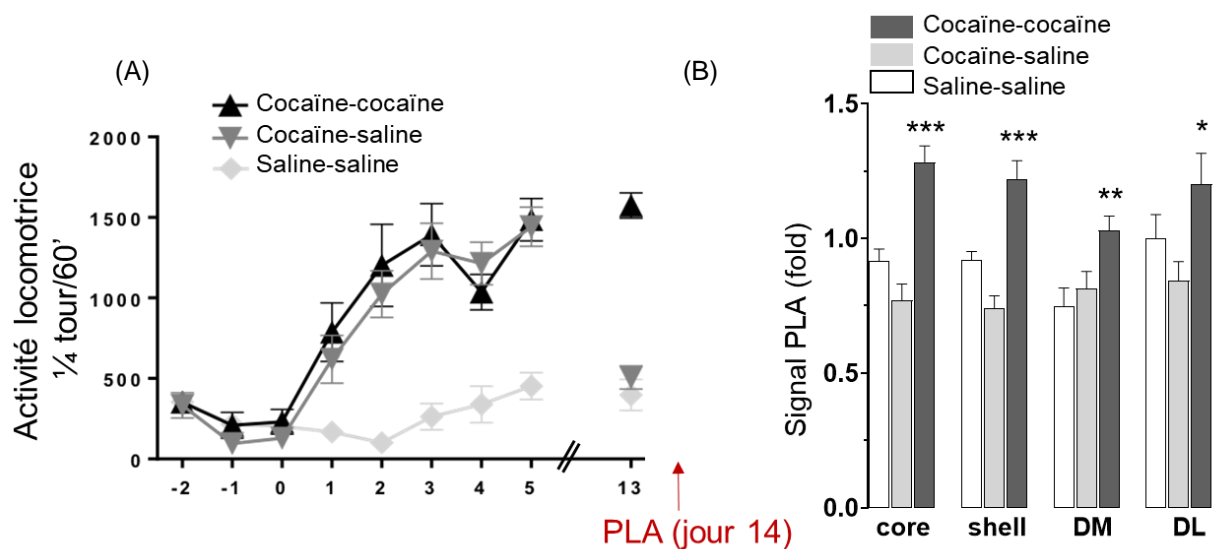 (A)
Cocaïne-cocaïne
Cocaïne-saline
Saline-saline
Activité locomotrice
¼ tour/60’
2000
1500
1000
500
0
-2 -1 0 1 2 3 4 5 13
PLA (jour 14)
(B)
Cocaïne-cocaïne
Cocaïne-saline
Saline-saline
Signal PLA (fold)
1.5
1.0
0.5
0.0
*** *** ** *
core shell DM DL